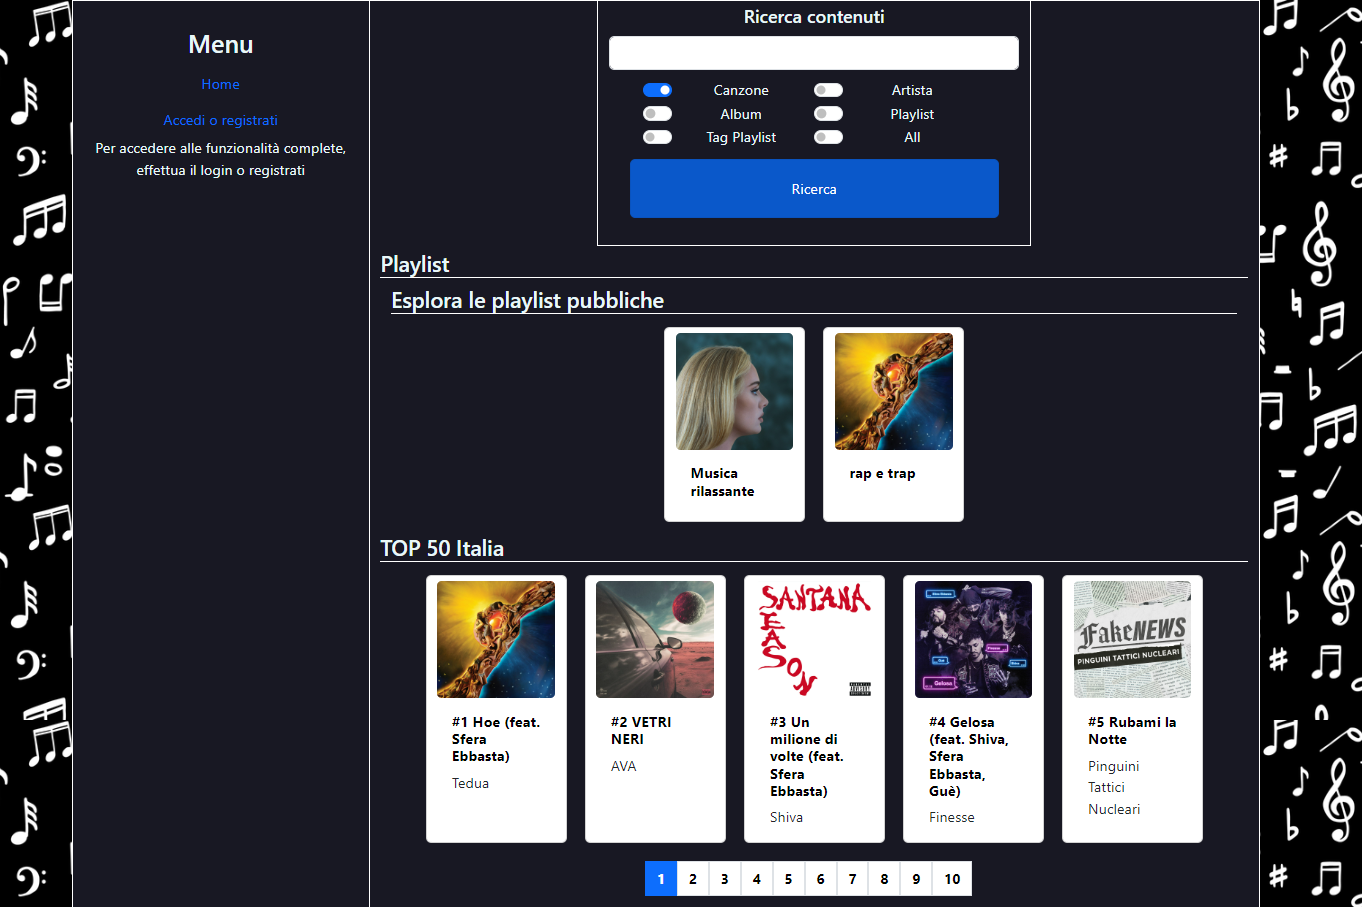 Menu
Home
Accedi o registrati
Per accedere alle funzionalità complete,
effettua il login o registrati
Ricerca contenuti
Canzone
Artista
Album
Playlist
Tag Playlist
All
Ricerca
Playlist
Esplora le playlist pubbliche
Musica
rilassante
rap e trap
TOP 50 Italia
#1 Hoe (feat.
Sfera
Ebbasta)
Tedua
#2 VETRI
NERI
AVA
SANTANA
SEASON
#3 Un
milione di
volte (feat.
Sfera
Ebbasta)
Shiva
Gelosa
#4 Gelosa
(feat. Shiva,
Sfera
Ebbasta,
Guè)
Finesse
FakeNEWS
PINGUINI TATTICI NUCLEARI
#5 Rubami la
Notte
Pinguini
Tattici
Nucleari
1 2 3 4 5 6 7 8 9 10